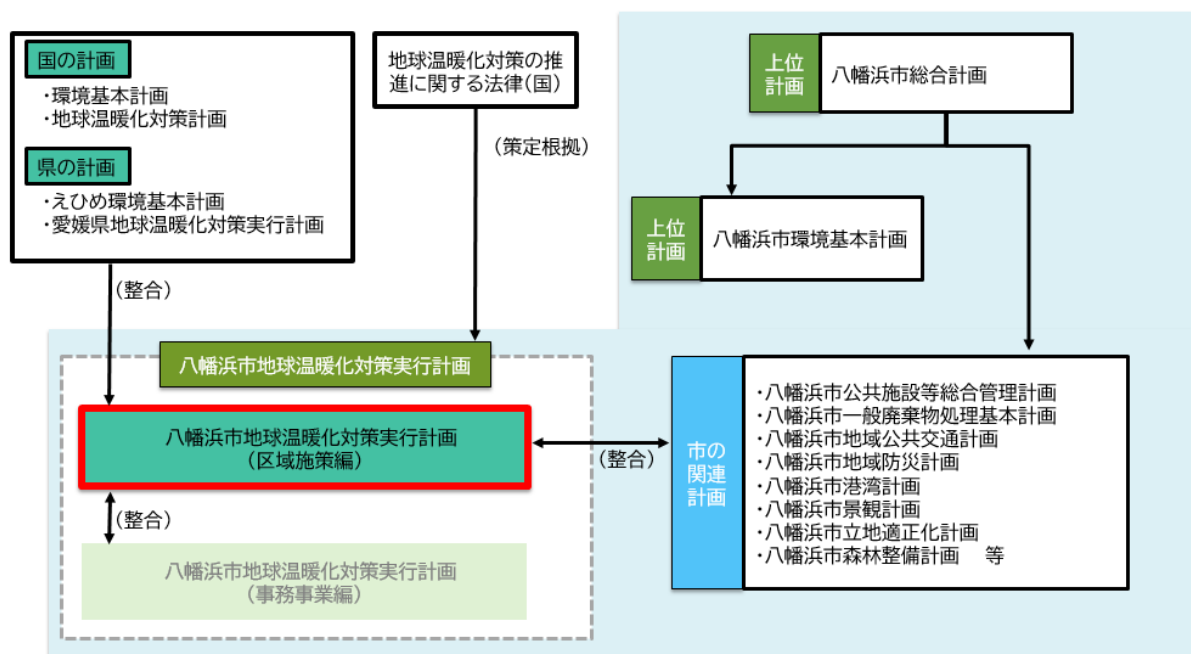 国の計画
・環境基本計画
・地球温暖化対策計画
県の計画
・えひめ環境基本計画
・愛媛県地球温暖化対策実行計画
地球温暖化対策の推
進に関する法律(国)
(策定根拠)
(整合)
上位
計画
八幡浜市総合計画
上位
計画
八幡浜市環境基本計画
八幡浜市地球温暖化対策実行計画
八幡浜市地球温暖化対策実行計画
(区域施策編)
(整合)
八幡浜市地球温暖化対策実行計画
(事務事業編)
(整合)
市の
関連
計画
・八幡浜市公共施設等総合管理計画
・八幡浜市一般廃棄物処理基本計画
・八幡浜市地域公共交通計画
・八幡浜市地域防災計画
・八幡浜市港湾計画
・八幡浜市景観計画
・八幡浜市立地適正化計画
・八幡浜市森林整備計画 等